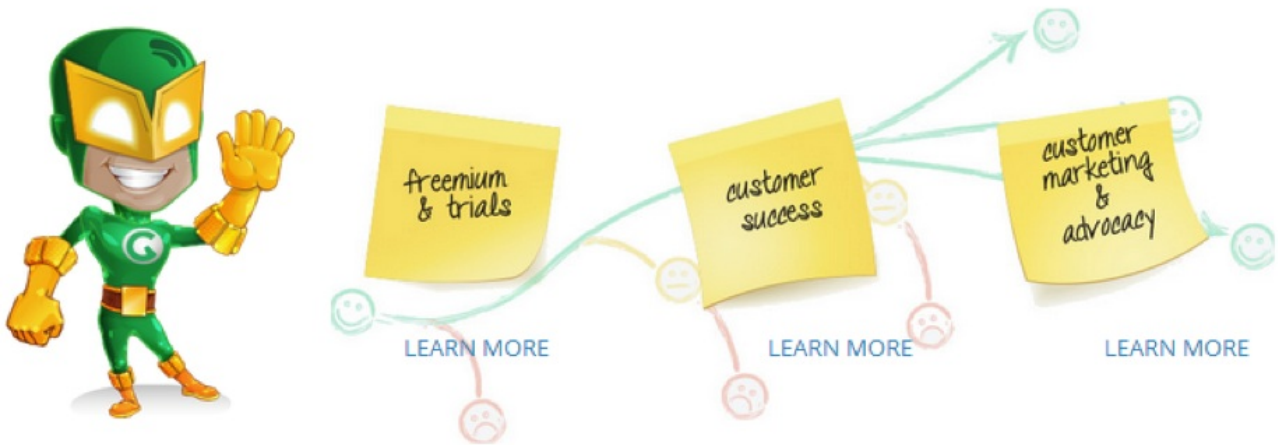 G
freemium
& trials
customer
success
customer
marketing
&
advocacy
LEARN MORE
LEARN MORE
LEARN MORE